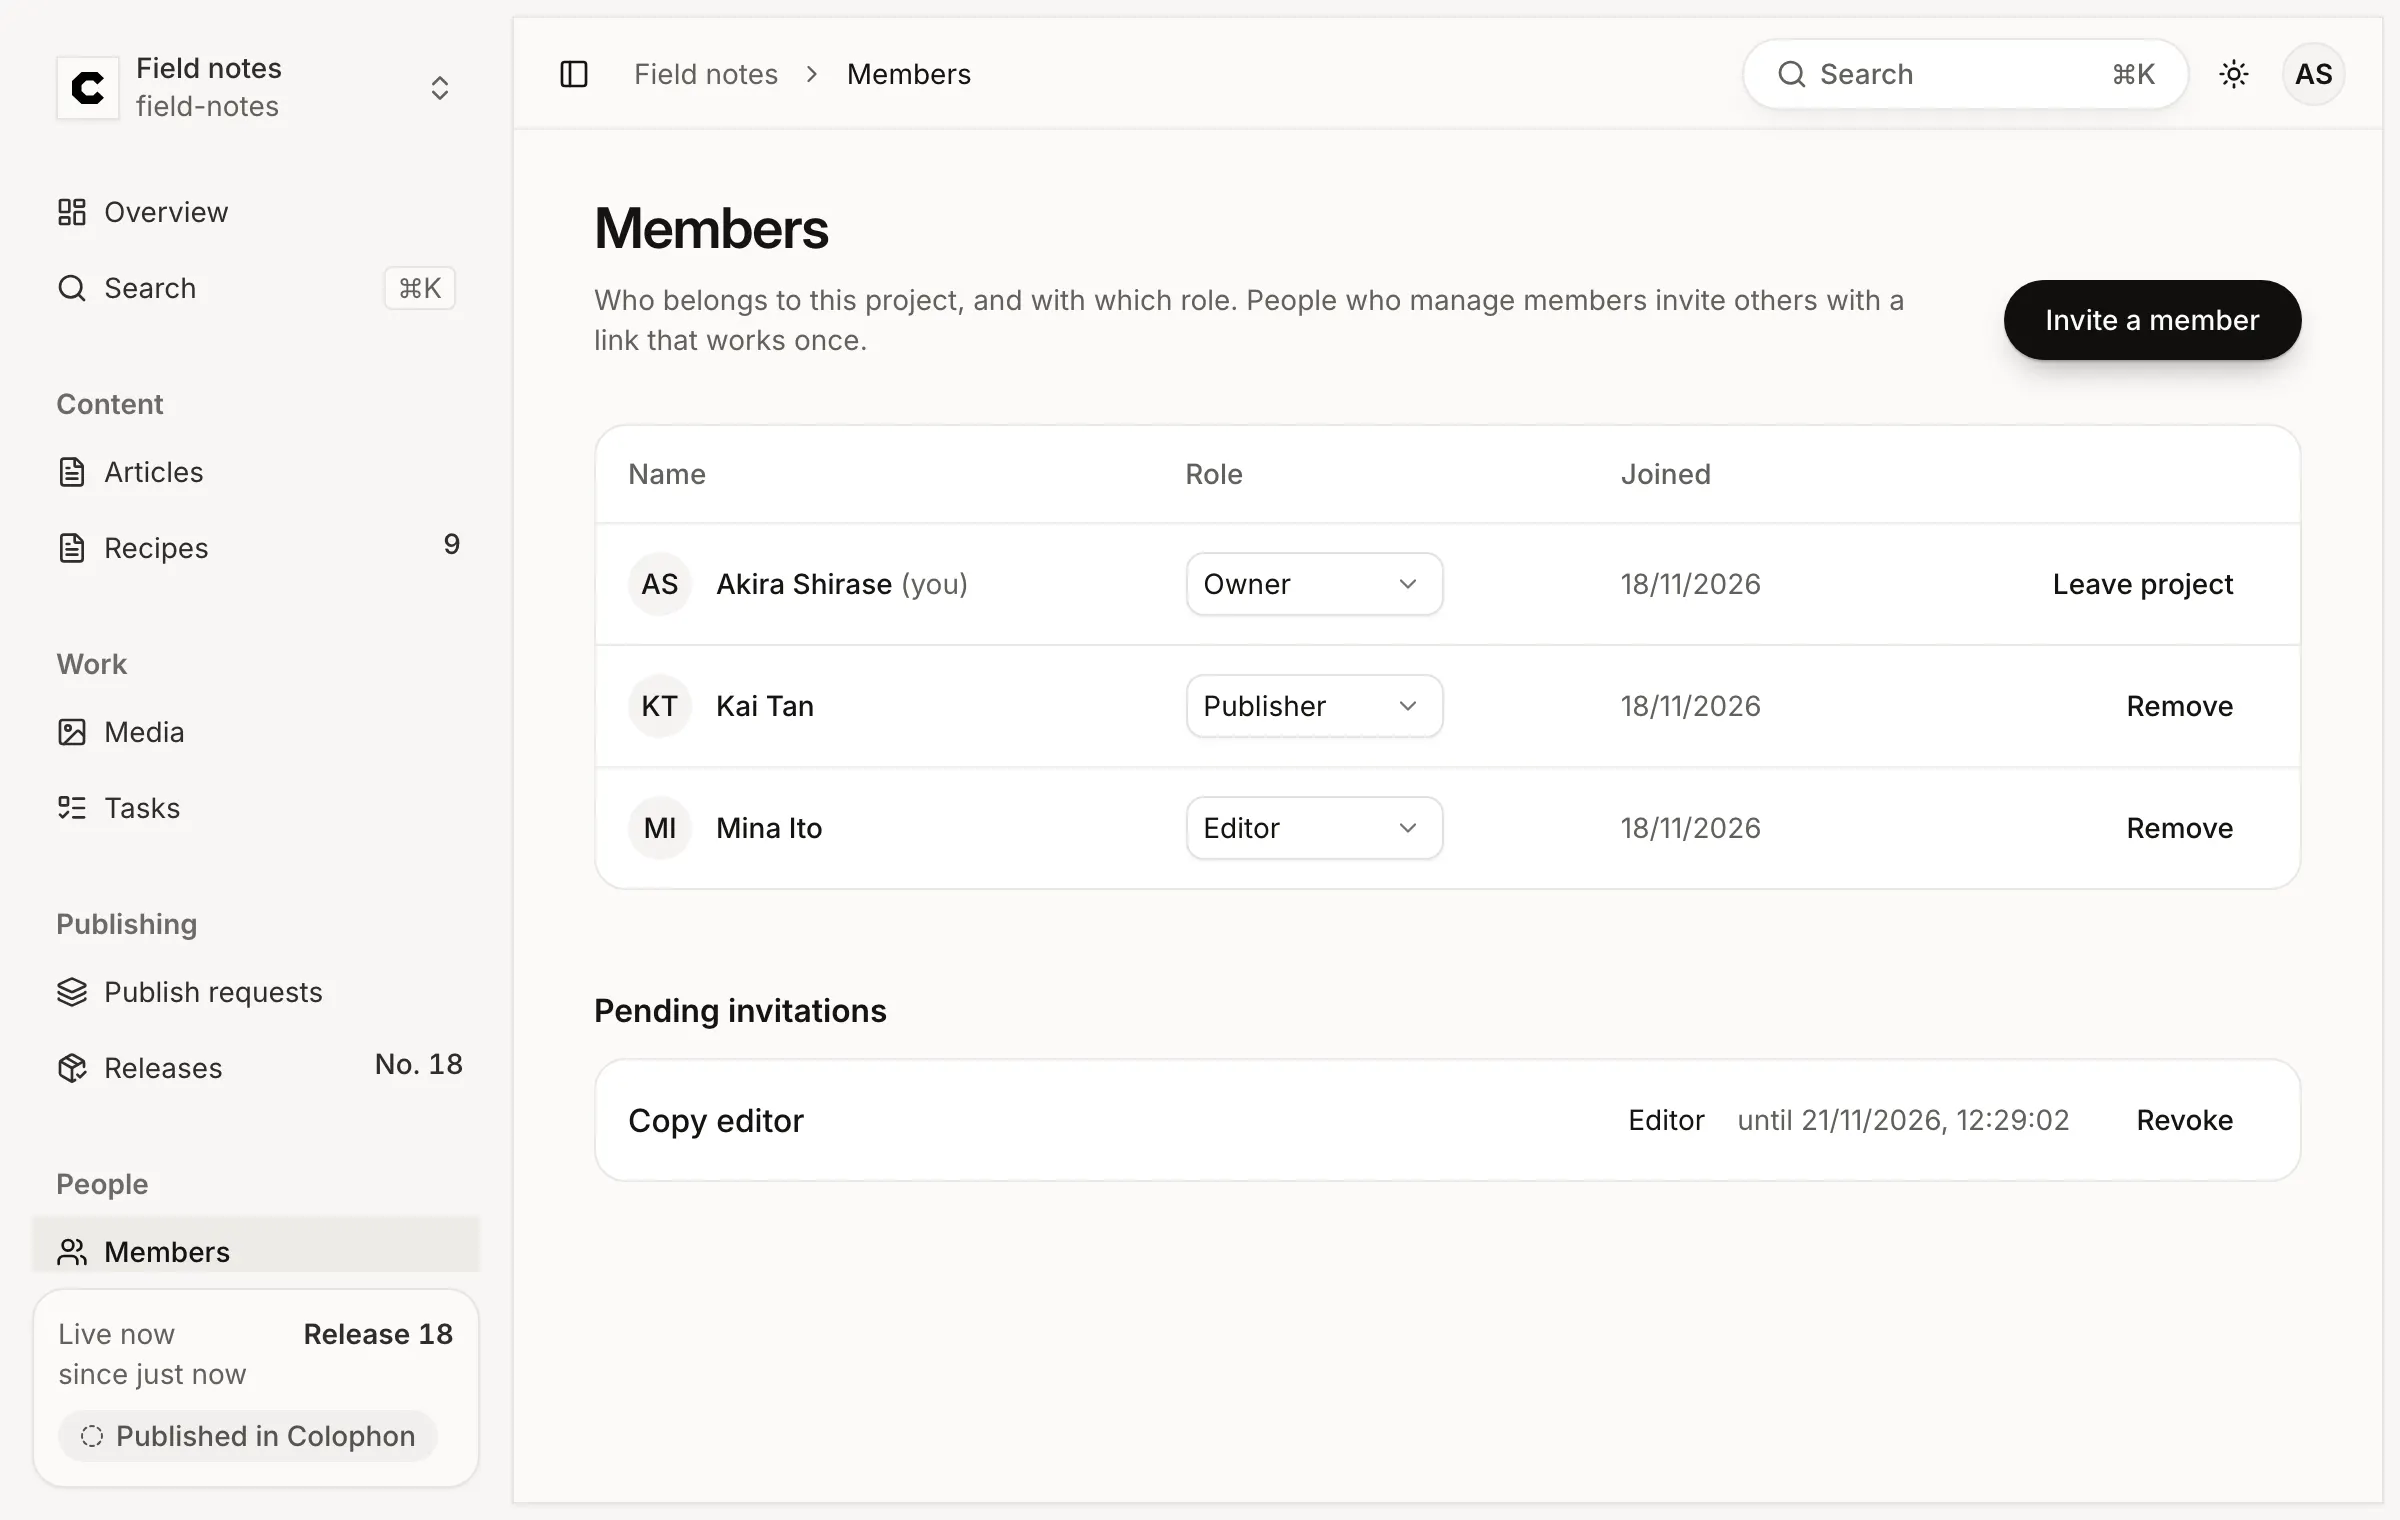 Field notes
field-notes
Overview
Search ⌘K
Content
Articles
Recipes 9
Work
Media
Tasks
Publishing
Publish requests
Releases No. 18
People
Members
Live now Release 18
since just now
Published in Colophon
Field notes > Members
Search ⌘K
AS
Members
Who belongs to this project, and with which role. People who manage members invite others with a
link that works once.
Invite a member
Name Role Joined
AS Akira Shirase (you) Owner 18/11/2026 Leave project
KT Kai Tan Publisher 18/11/2026 Remove
MI Mina Ito Editor 18/11/2026 Remove
Pending invitations
Copy editor Editor until 21/11/2026, 12:29:02 Revoke